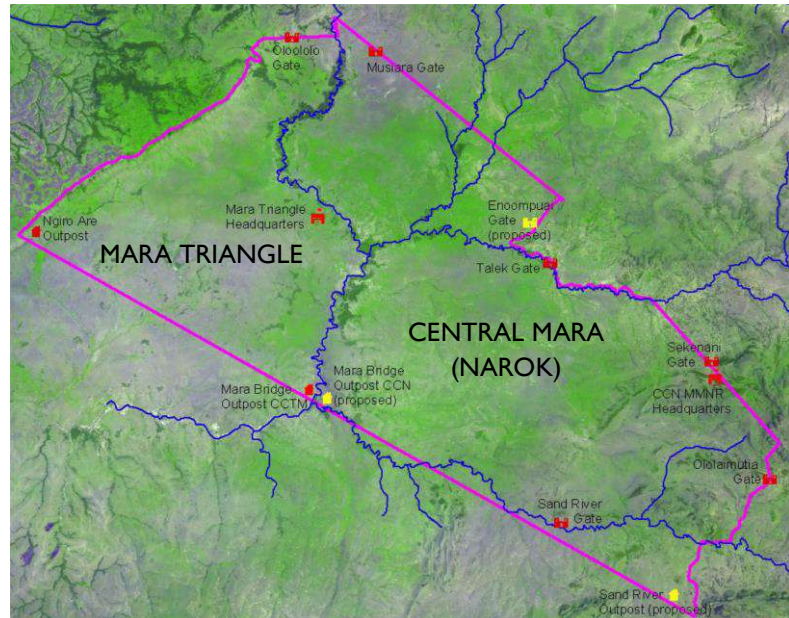 Oloololo
Gate
Musiara Gate
Mara Triangle
Headquarters
Enoompuai
Gate
(proposed)
Ngiro Are
Outpost
MARA TRIANGLE
Talek Gate
CENTRAL MARA
(NAROK)
Sekenani
Gate
Mara Bridge
Outpost CCN
(proposed)
Mara Bridge
Outpost CCTM
CCN MMNR
Headquarters
Ololaimutia
Gate
Sand River
Gate
Sand River
Outpost (proposed)